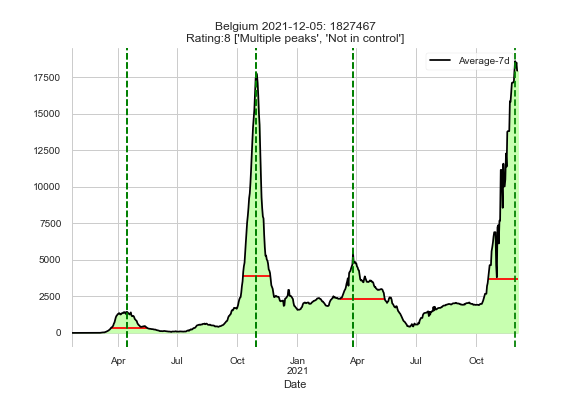 Belgium 2021-12-05: 1827467
Rating:8 ['Multiple peaks', 'Not in control']
Average-7d
17500
15000
12500
10000
7500
5000
2500
0
Apr Jul Oct Jan Apr Jul Oct
2021
Date